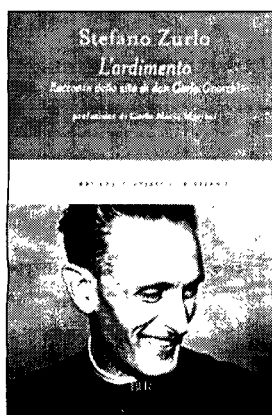 Stefano Zurlo
L'ardimento
Racconto della vita di don Carlo Gnocchi
prefazione di Carlo Maria Martini